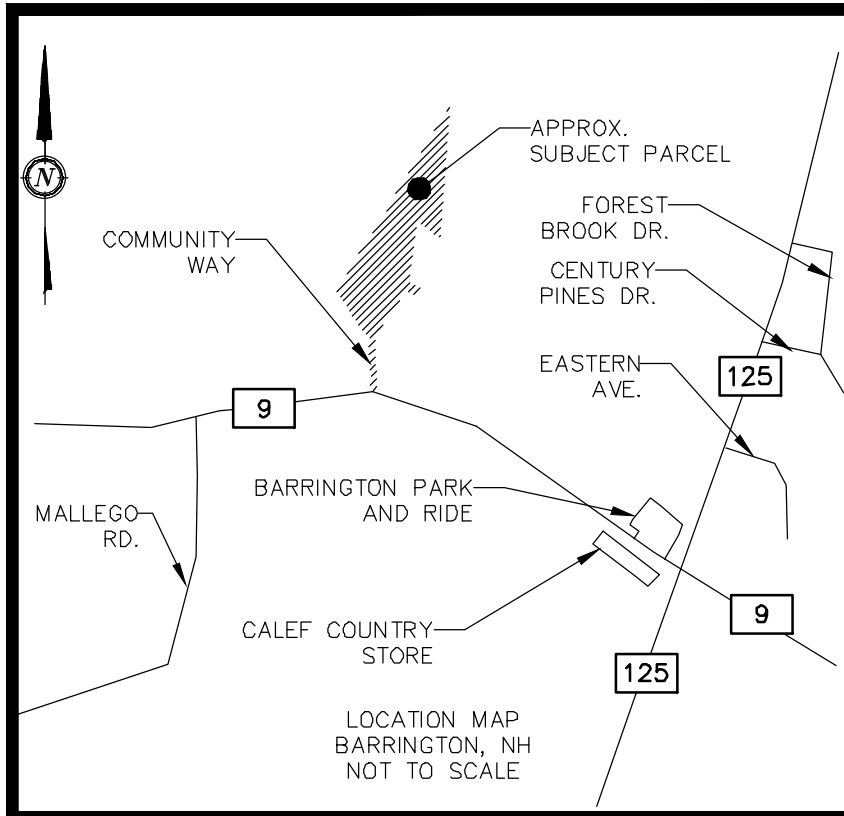 N
APPROX.
SUBJECT PARCEL
FOREST
BROOK DR.
COMMUNITY
WAY
CENTURY
PINES DR.
EASTERN
AVE.
125
9
BARRINGTON PARK
AND RIDE
MALLEGO
RD.
9
CALEF COUNTRY
STORE
125
LOCATION MAP
BARRINGTON, NH
NOT TO SCALE